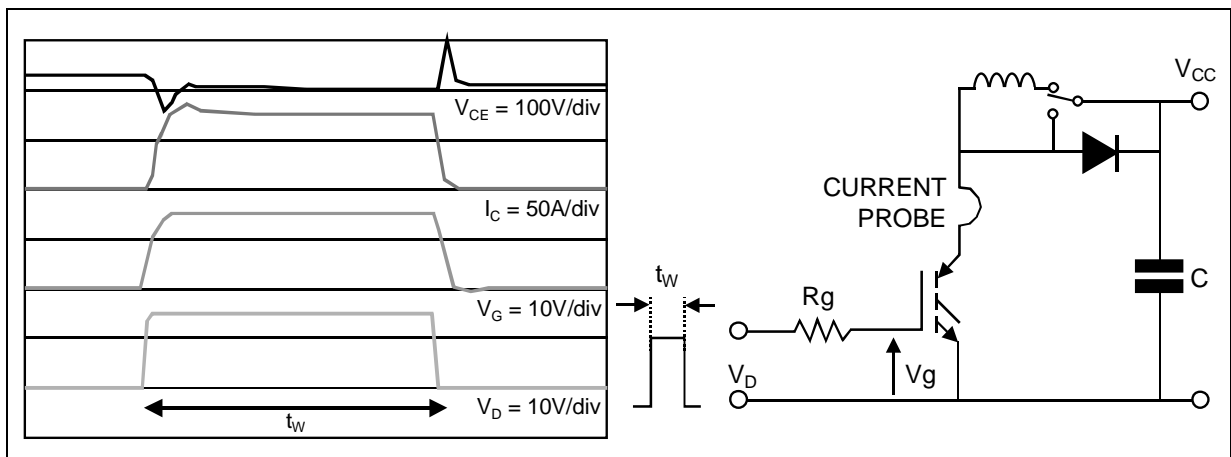 V_CE = 100V/div
I_C = 50A/div
V_G = 10V/div
V_D = 10V/div
t_W
t_W
V_D
Rg
Vg
CURRENT
PROBE
V_CC
C